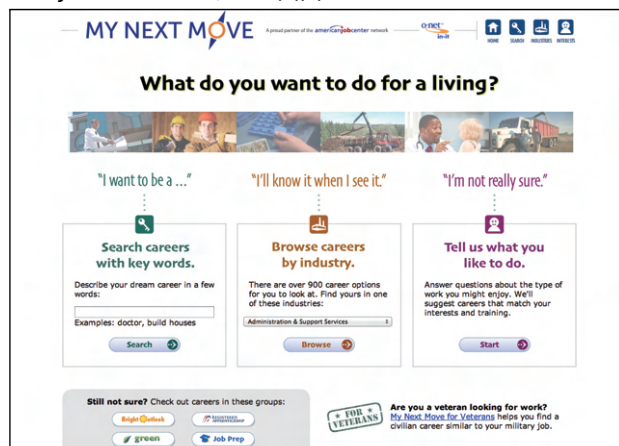 MY NEXT MOVE
A proud partner of the americanjobcenter network
o·net
in-it
HOME SEARCH INDUSTRIES INTERESTS
What do you want to do for a living?
"I want to be a ..."
"I'll know it when I see it."
"I'm not really sure."
Search careers
with key words.
Describe your dream career in a few
words:
Examples: doctor, build houses
Search
Browse careers
by industry.
There are over 900 career options
for you to look at. Find yours in one
of these industries:
Administration & Support Services
Browse
Tell us what you
like to do.
Answer questions about the type of
work you might enjoy. We'll
suggest careers that match your
interests and training.
Start
Still not sure? Check out careers in these groups:
Bright Outlook
REGISTERED
APPRENTICESHIP
green
Job Prep
FOR
VETERANS
Are you a veteran looking for work?
My Next Move for Veterans helps you find a
civilian career similar to your military job.